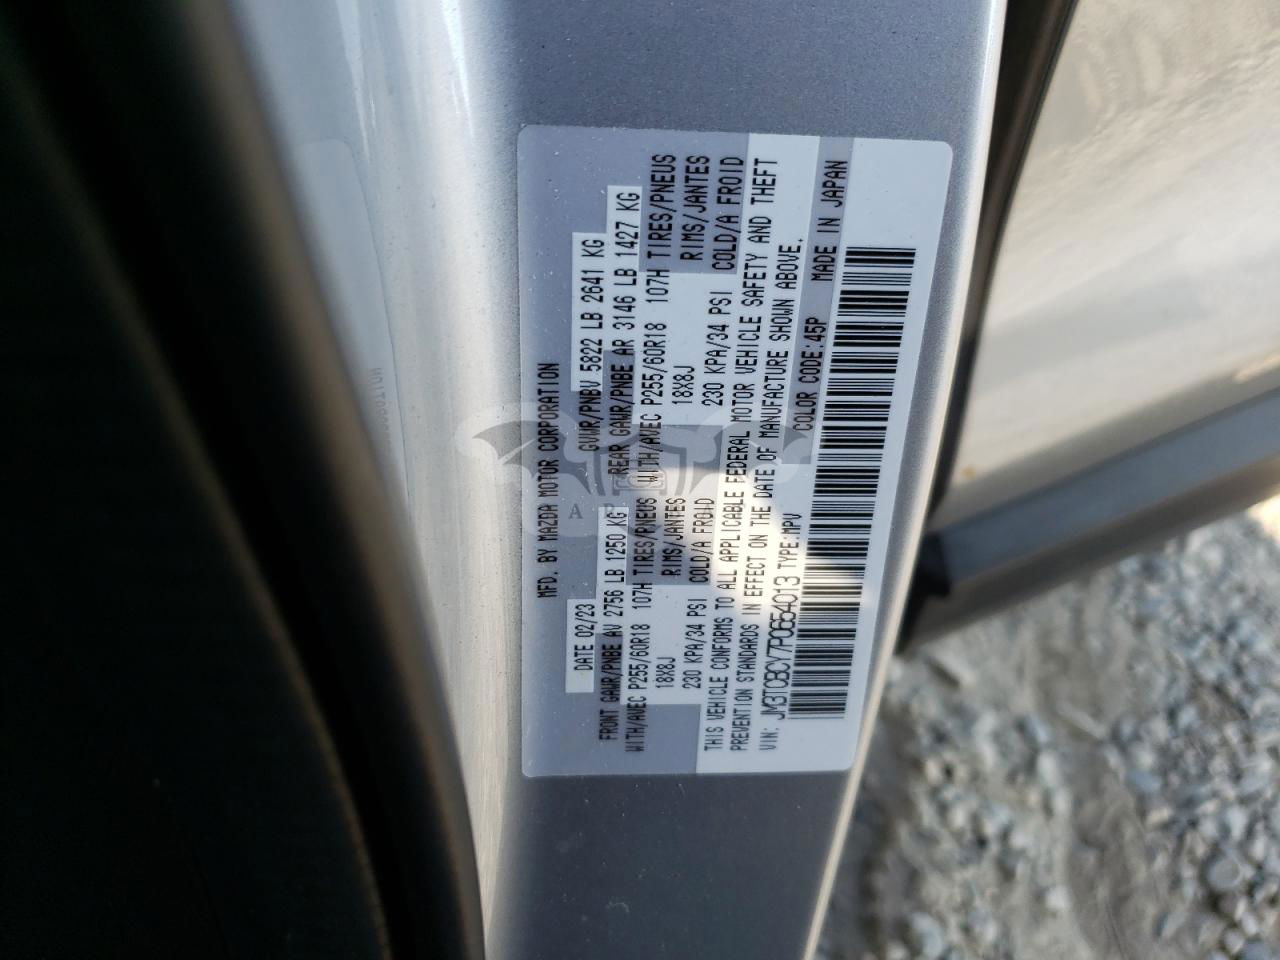 MFD. BY MAZDA MOTOR CORPORATION
DATE 02/23 GVWR/PNBV 5822 LB 2641 KG
FRONT GAWR/PNBE AV 2756 LB 1250 KG REAR GAWR/PNBE AR 3146 LB 1427 KG
WITH/AVEC P255/60R18 107H TIRES/PNEUS WITH/AVEC P255/60R18 107H TIRES/PNEUS
18X8J RIMS/JANTES 18X8J RIMS/JANTES
230 KPA/34 PSI COLD/A FROID 230 KPA/34 PSI COLD/A FROID
THIS VEHICLE CONFORMS TO ALL APPLICABLE FEDERAL MOTOR VEHICLE SAFETY AND THEFT
PREVENTION STANDARDS IN EFFECT ON THE DATE OF MANUFACTURE SHOWN ABOVE.
VIN: JM3TCBCY7P0654013 TYPE:MPV COLOR CODE:45P MADE IN JAPAN